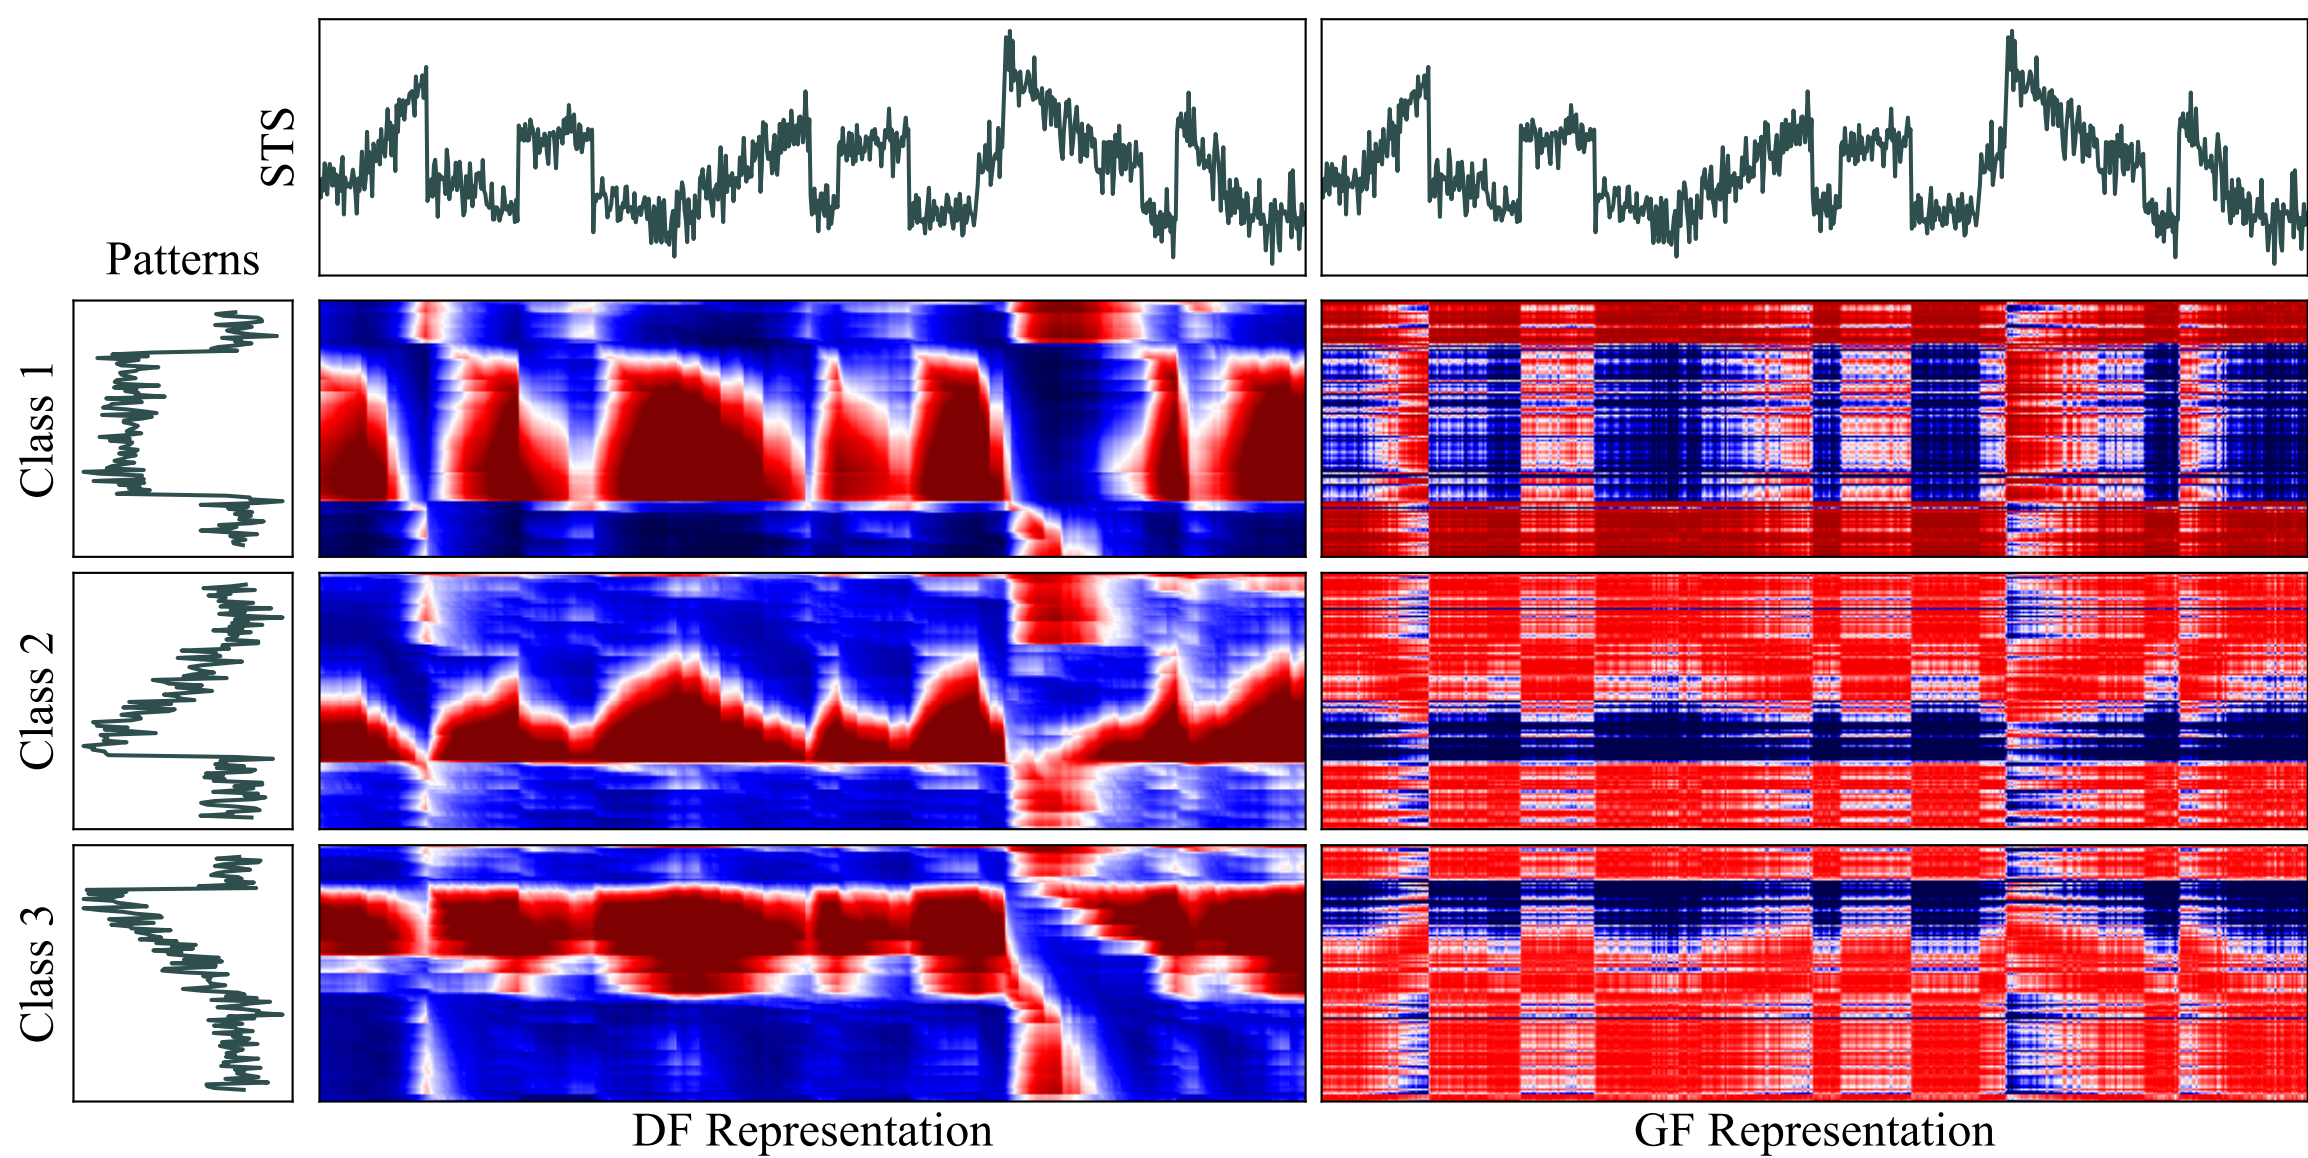 STS
Patterns
Class 1
Class 2
Class 3
DF Representation
GF Representation